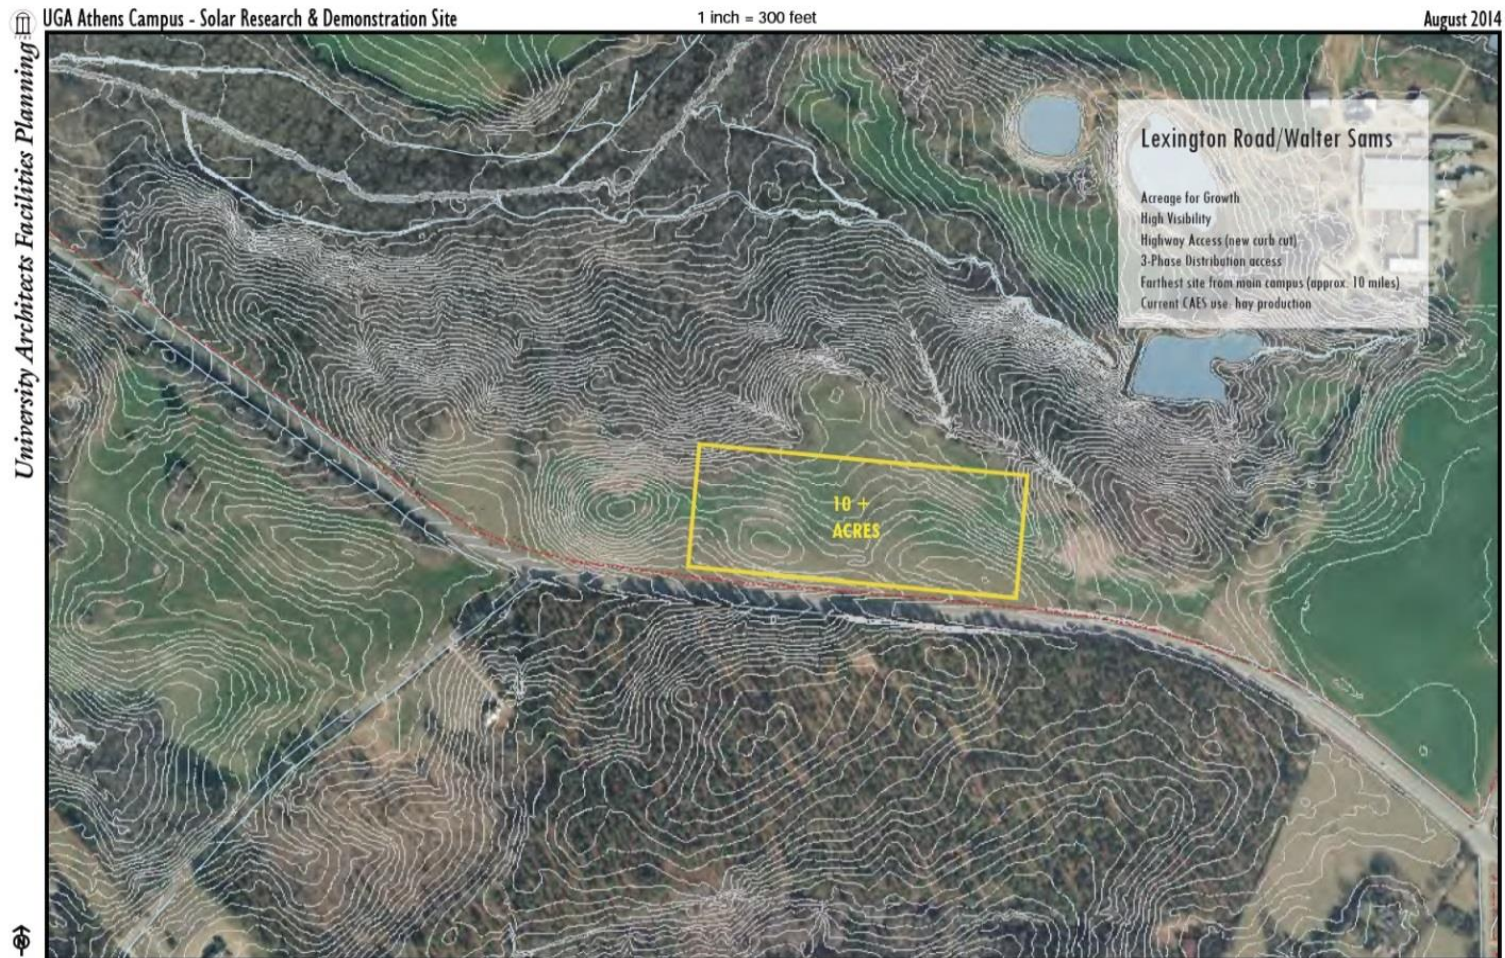 UGA Athens Campus - Solar Research & Demonstration Site
1 inch = 300 feet
August 2014
University Architects Facilities Planning
Lexington Road/Walter Sams
Acreage for Growth
High Visibility
Highway Access (new curb cut)
3-Phase Distribution access
Farthest site from main campus (approx. 10 miles)
Current CAES use: hay production
10 +
ACRES